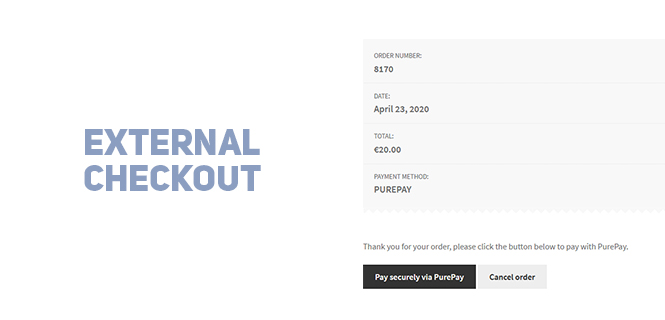 EXTERNAL
CHECKOUT
ORDER NUMBER:
8170
DATE:
April 23, 2020
TOTAL:
€20.00
PAYMENT METHOD:
PUREPAY
Thank you for your order, please click the button below to pay with PurePay.
Pay securely via PurePay
Cancel order